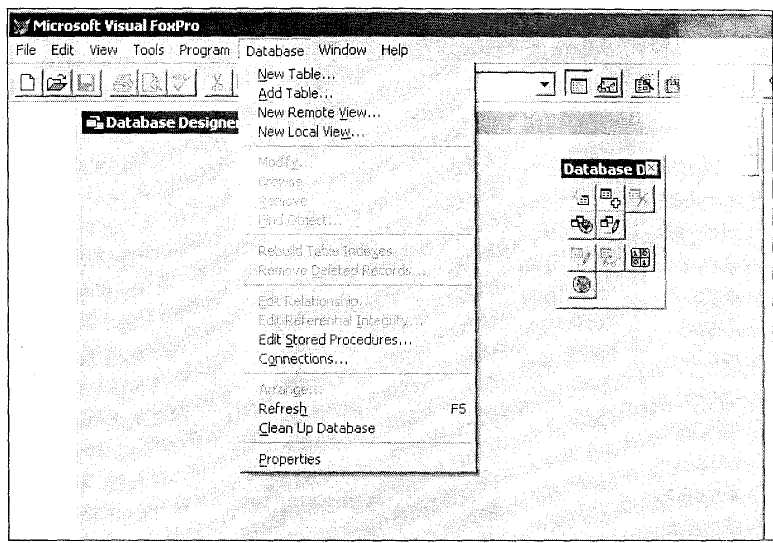 Microsoft Visual FoxPro
File Edit View Tools Program Database Window Help
New Table...
Add Table...
New Remote View...
New Local View...
Database Designer
Modify...
Browse
Remove
Find Object...
Database D
Rebuild Table Indexes
Remove Deleted Records...
Edit Relationship...
Edit Referential Integrity...
Edit Stored Procedures...
Connections...
Arrange...
Refresh F5
Clean Up Database
Properties